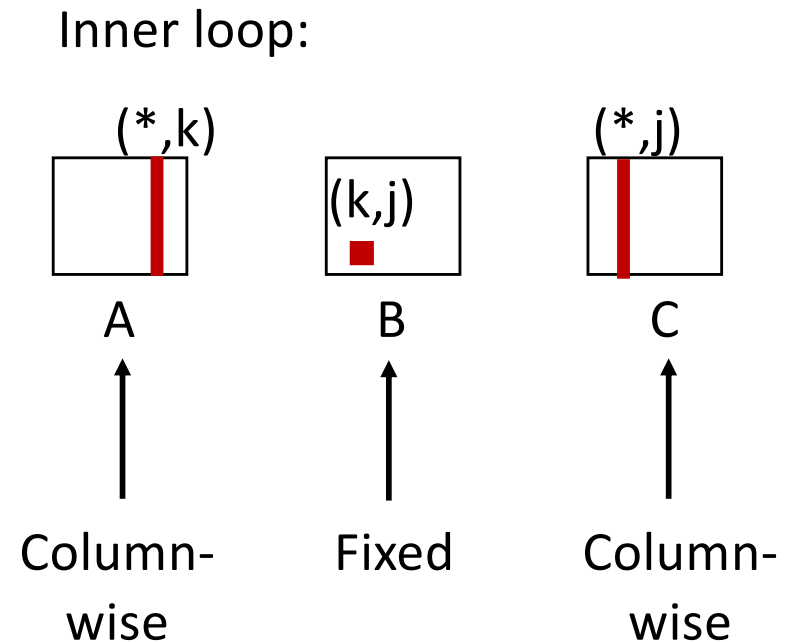 Inner loop:
(*,k)
(*,j)
(k,j)
A
B
C
Column-
wise
Fixed
Column-
wise